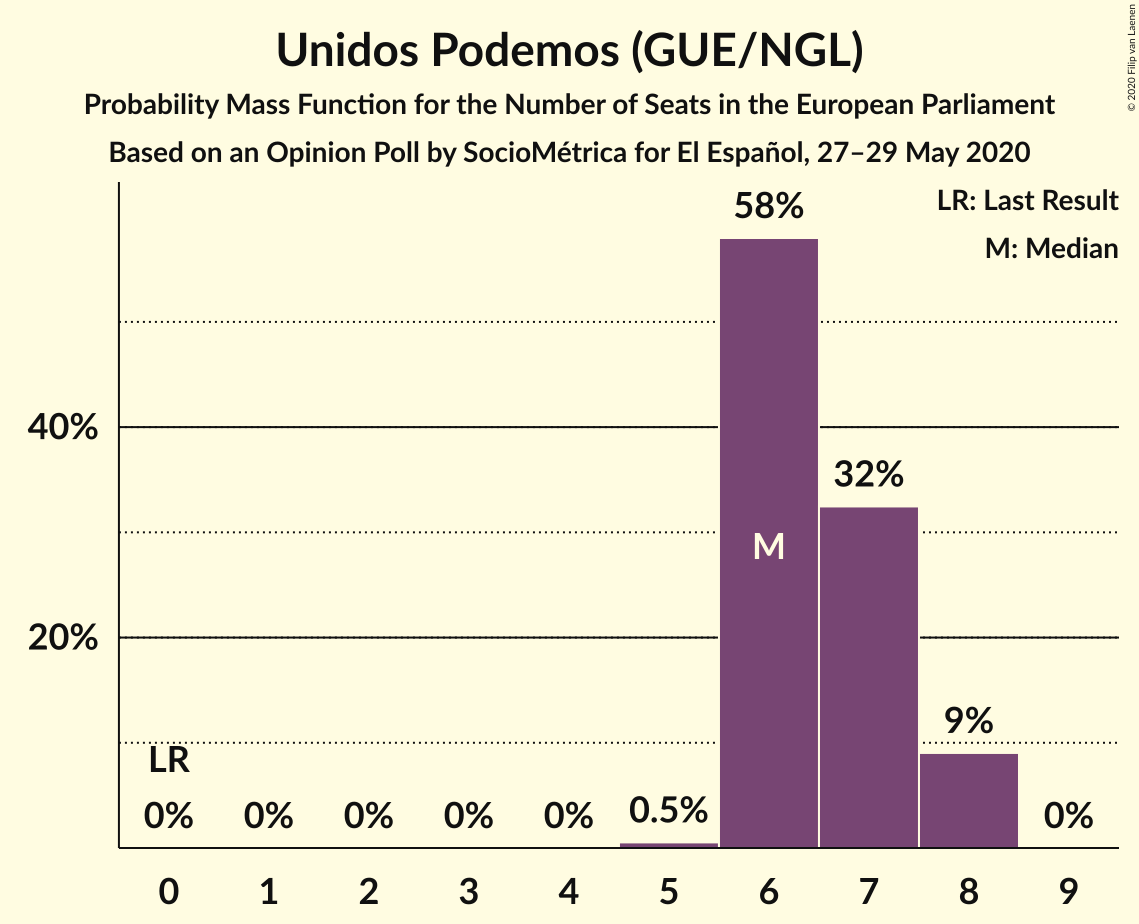 Unidos Podemos (GUE/NGL)
Probability Mass Function for the Number of Seats in the European Parliament
Based on an Opinion Poll by SocioMétrica for El Español, 27–29 May 2020
© 2020 Filip van Laenen
LR: Last Result
M: Median
58%
40%
32%
M
20%
9%
LR
0% 0% 0% 0% 0% 0.5% 0%
0 1 2 3 4 5 6 7 8 9